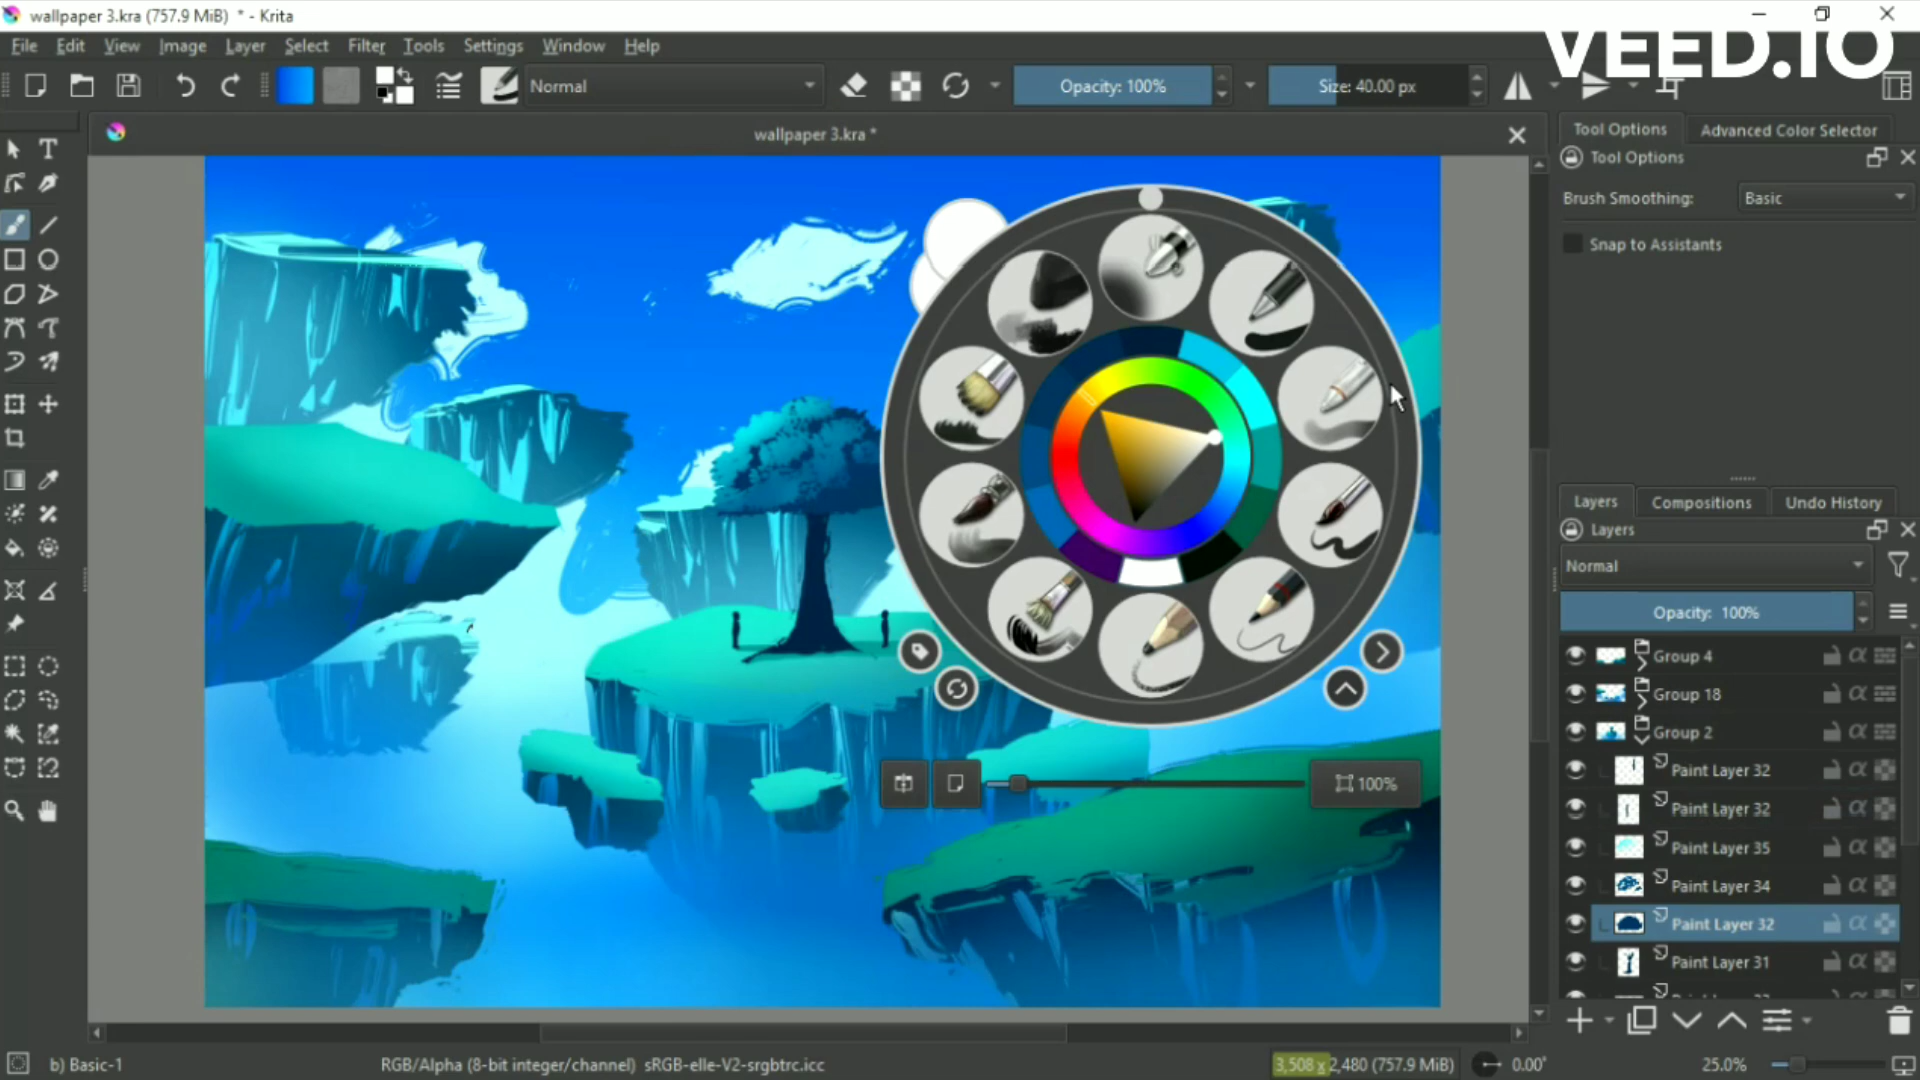 wallpaper 3.kra (757.9 MiB) * - Krita
File Edit View Image Layer Select Filter Tools Settings Window Help
VEED.IO
Normal
Opacity: 100%
Size: 40.00 px
wallpaper 3.kra *
Tool Options Advanced Color Selector
Tool Options
Brush Smoothing: Basic
Snap to Assistants
Layers Compositions Undo History
Layers
Normal
Opacity: 100%
Group 4
Group 18
Group 2
Paint Layer 32
Paint Layer 32
Paint Layer 35
Paint Layer 34
Paint Layer 32
Paint Layer 31
100%
b) Basic-1
RGB/Alpha (8-bit integer/channel) sRGB-elle-V2-srgbtrc.icc
3,508 x 2,480 (757.9 MiB)
0.00°
25.0%